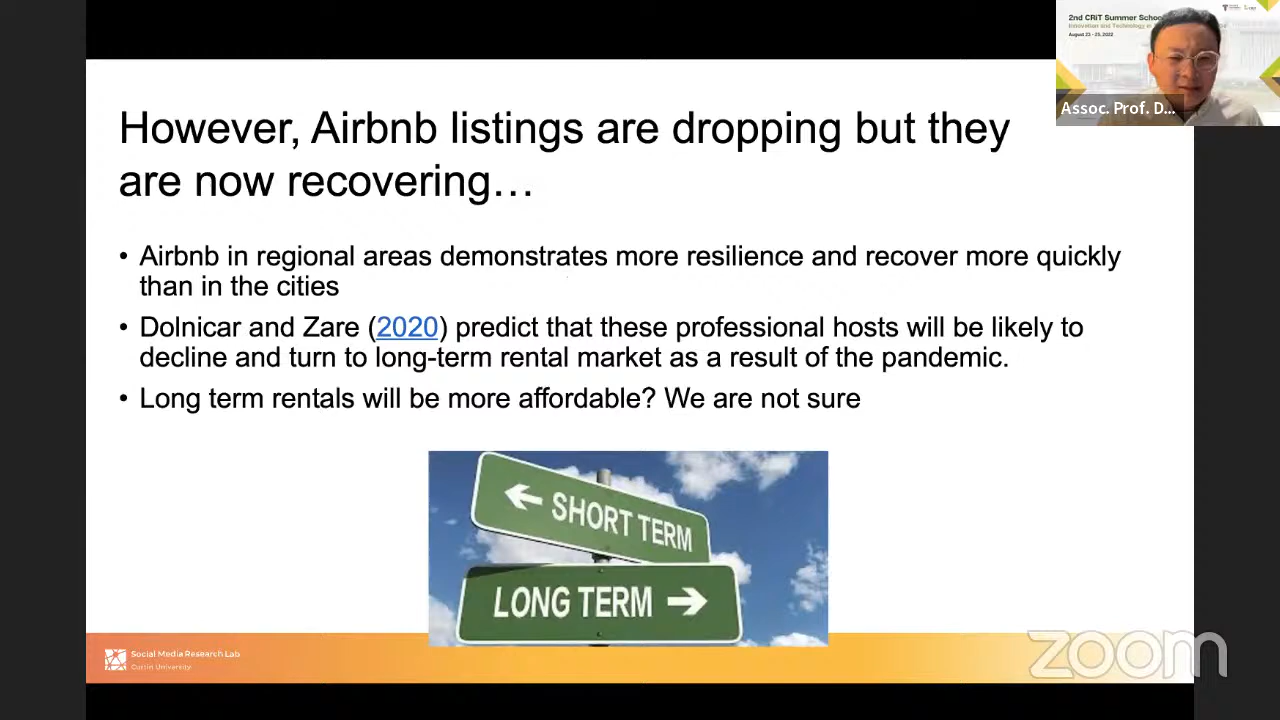 2nd CRiT Summer Schoo
Innovation and Technology in
August 23 - 25, 2022
Assoc. Prof. D...
However, Airbnb listings are dropping but they
are now recovering…
• Airbnb in regional areas demonstrates more resilience and recover more quickly
than in the cities
• Dolnicar and Zare (2020) predict that these professional hosts will be likely to
decline and turn to long-term rental market as a result of the pandemic.
• Long term rentals will be more affordable? We are not sure
SHORT TERM
LONG TERM
Social Media Research Lab
Curtin University
zoom